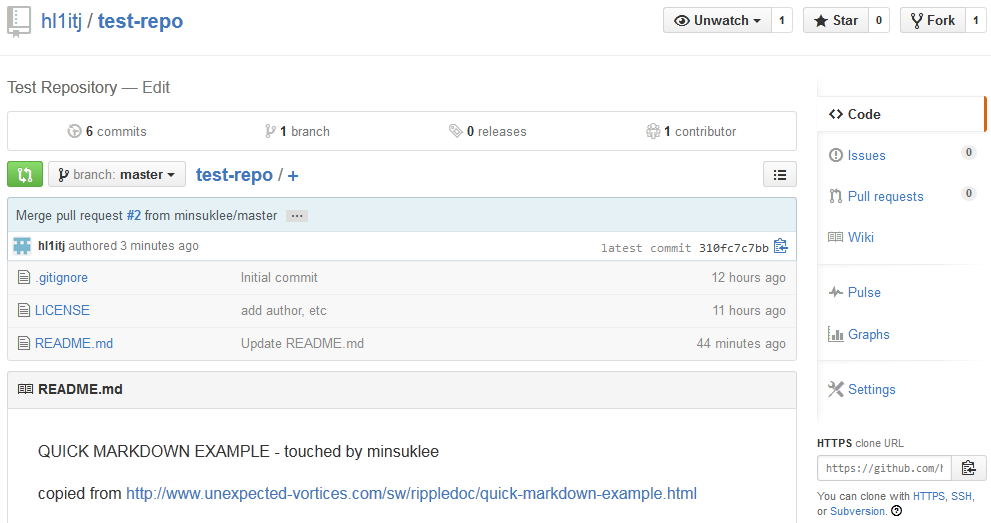 hl1itj / test-repo
Unwatch 1 Star 0 Fork 1
Test Repository — Edit
6 commits 1 branch 0 releases 1 contributor
branch: master test-repo / +
Merge pull request #2 from minsuklee/master ...
hl1itj authored 3 minutes ago latest commit 310fc7c7bb
.gitignore Initial commit 12 hours ago
LICENSE add author, etc 11 hours ago
README.md Update README.md 44 minutes ago
README.md
QUICK MARKDOWN EXAMPLE - touched by minsuklee
copied from http://www.unexpected-vortices.com/sw/rippledoc/quick-markdown-example.html
Code
Issues 0
Pull requests 0
Wiki
Pulse
Graphs
Settings
HTTPS clone URL
https://github.com/h
You can clone with HTTPS, SSH,
or Subversion. ?